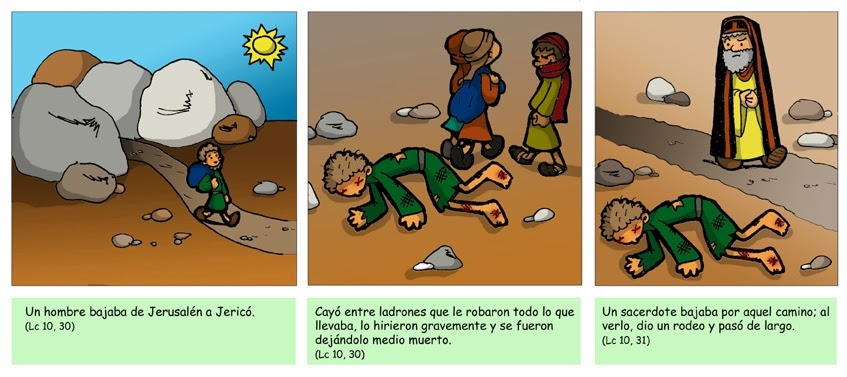 Un hombre bajaba de Jerusalén a Jericó.
(Lc 10, 30)
Cayó entre ladrones que le robaron todo lo que
llevaba, lo hirieron gravemente y se fueron
dejándolo medio muerto.
(Lc 10, 30)
Un sacerdote bajaba por aquel camino; al
verlo, dio un rodeo y pasó de largo.
(Lc 10, 31)